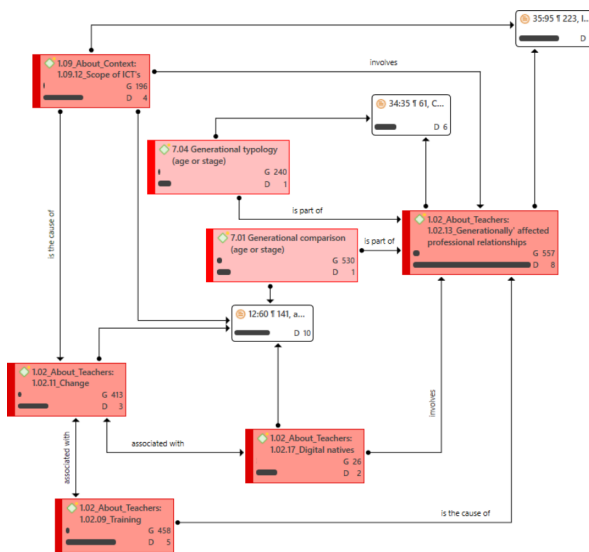 35:95 ¶ 223, I...
D
1.09_About_Context:
1.09.12_Scope of ICT's
G 196
D 4
involves
34:35 ¶ 61, C...
D 6
7.04 Generational typology
(age or stage)
G 240
D 1
is part of
is the cause of
1.02_About_Teachers:
1.02.13_Generationally' affected
professional relationships
G 557
D 8
7.01 Generational comparison
(age or stage)
G 530
D 1
is part of
12:60 ¶ 141, a...
D 10
1.02_About_Teachers:
1.02.11_Change
G 413
D 3
associated with
1.02_About_Teachers:
1.02.17_Digital natives
G 26
D 2
involves
associated with
1.02_About_Teachers:
1.02.09_Training
G 458
D 5
is the cause of